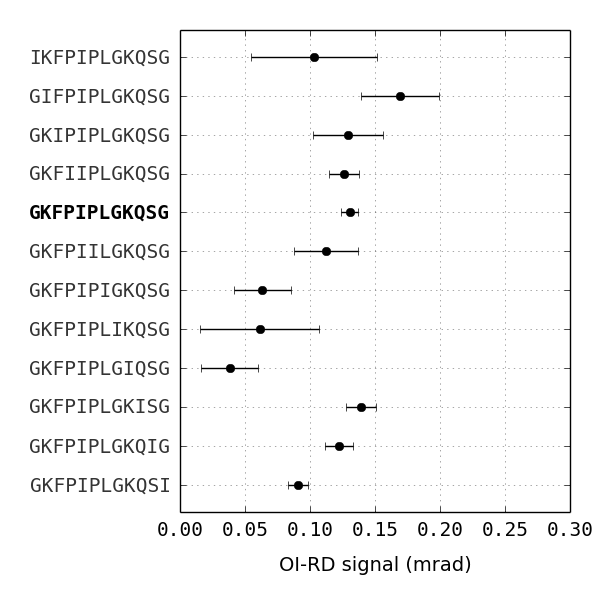 IKFPIPLGKQSG
GIFPIPLGKQSG
GKIPIPLGKQSG
GKFIIPLGKQSG
GKFPIPLGKQSG
GKFPIILGKQSG
GKFPIPIGKQSG
GKFPIPLIKQSG
GKFPIPLGIQSG
GKFPIPLGKISG
GKFPIPLGKQIG
GKFPIPLGKQSI
0.00 0.05 0.10 0.15 0.20 0.25 0.30
OI-RD signal (mrad)